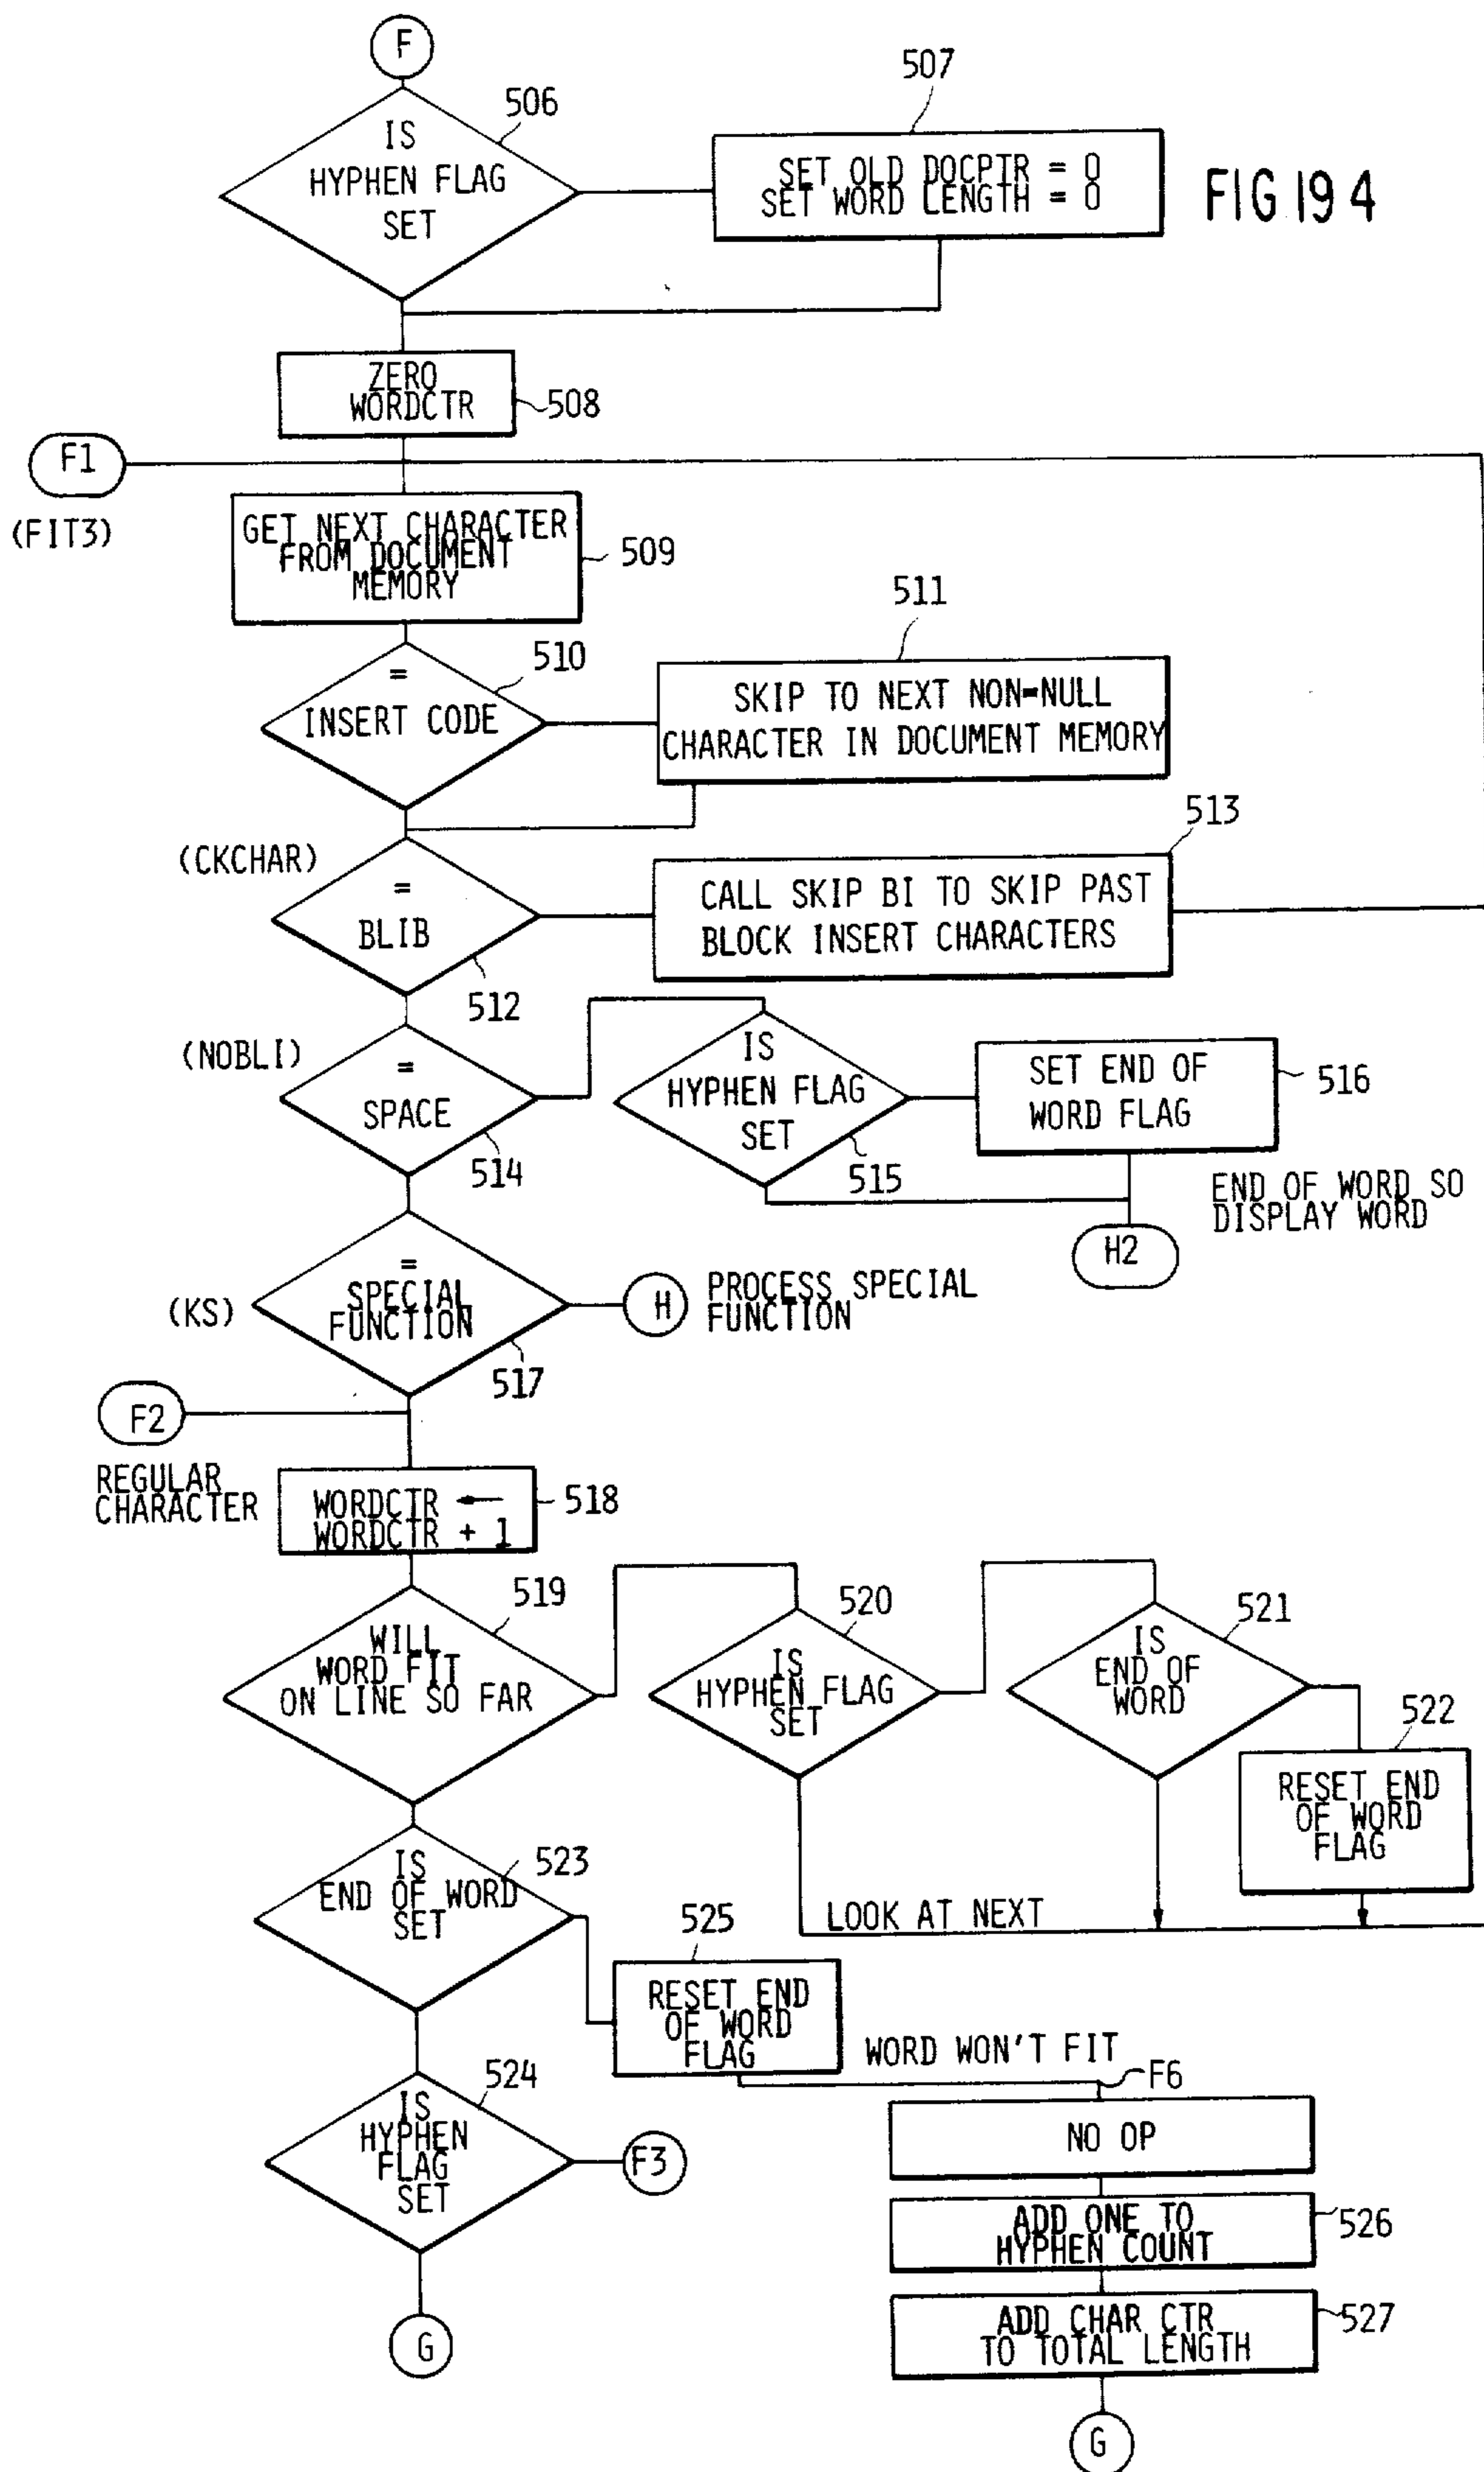 F
506
IS
HYPHEN FLAG
SET
507
SET OLD DOCPTR = 0
SET WORD LENGTH = 0
FIG 19 4
ZERO
WORDCTR
508
F1
(FIT3)
GET NEXT CHARACTER
FROM DOCUMENT
MEMORY
509
=
INSERT CODE
510
511
SKIP TO NEXT NON-NULL
CHARACTER IN DOCUMENT MEMORY
(CKCHAR)
=
BLIB
512
513
CALL SKIP BI TO SKIP PAST
BLOCK INSERT CHARACTERS
(NOBLI)
=
SPACE
514
IS
HYPHEN FLAG
SET
515
SET END OF
WORD FLAG
516
END OF WORD SO
DISPLAY WORD
H2
(KS)
=
SPECIAL
FUNCTION
517
H
PROCESS SPECIAL
FUNCTION
F2
REGULAR
CHARACTER
WORDCTR ←
WORDCTR + 1
518
WILL
WORD FIT
ON LINE SO FAR
519
IS
HYPHEN FLAG
SET
520
IS
END OF
WORD
521
522
RESET END
OF WORD
FLAG
LOOK AT NEXT
IS
END OF WORD
SET
523
525
RESET END
OF WORD
FLAG
WORD WON'T FIT
F6
IS
HYPHEN
FLAG
SET
524
F3
NO OP
ADD ONE TO
HYPHEN COUNT
526
ADD CHAR CTR
TO TOTAL LENGTH
527
G
G